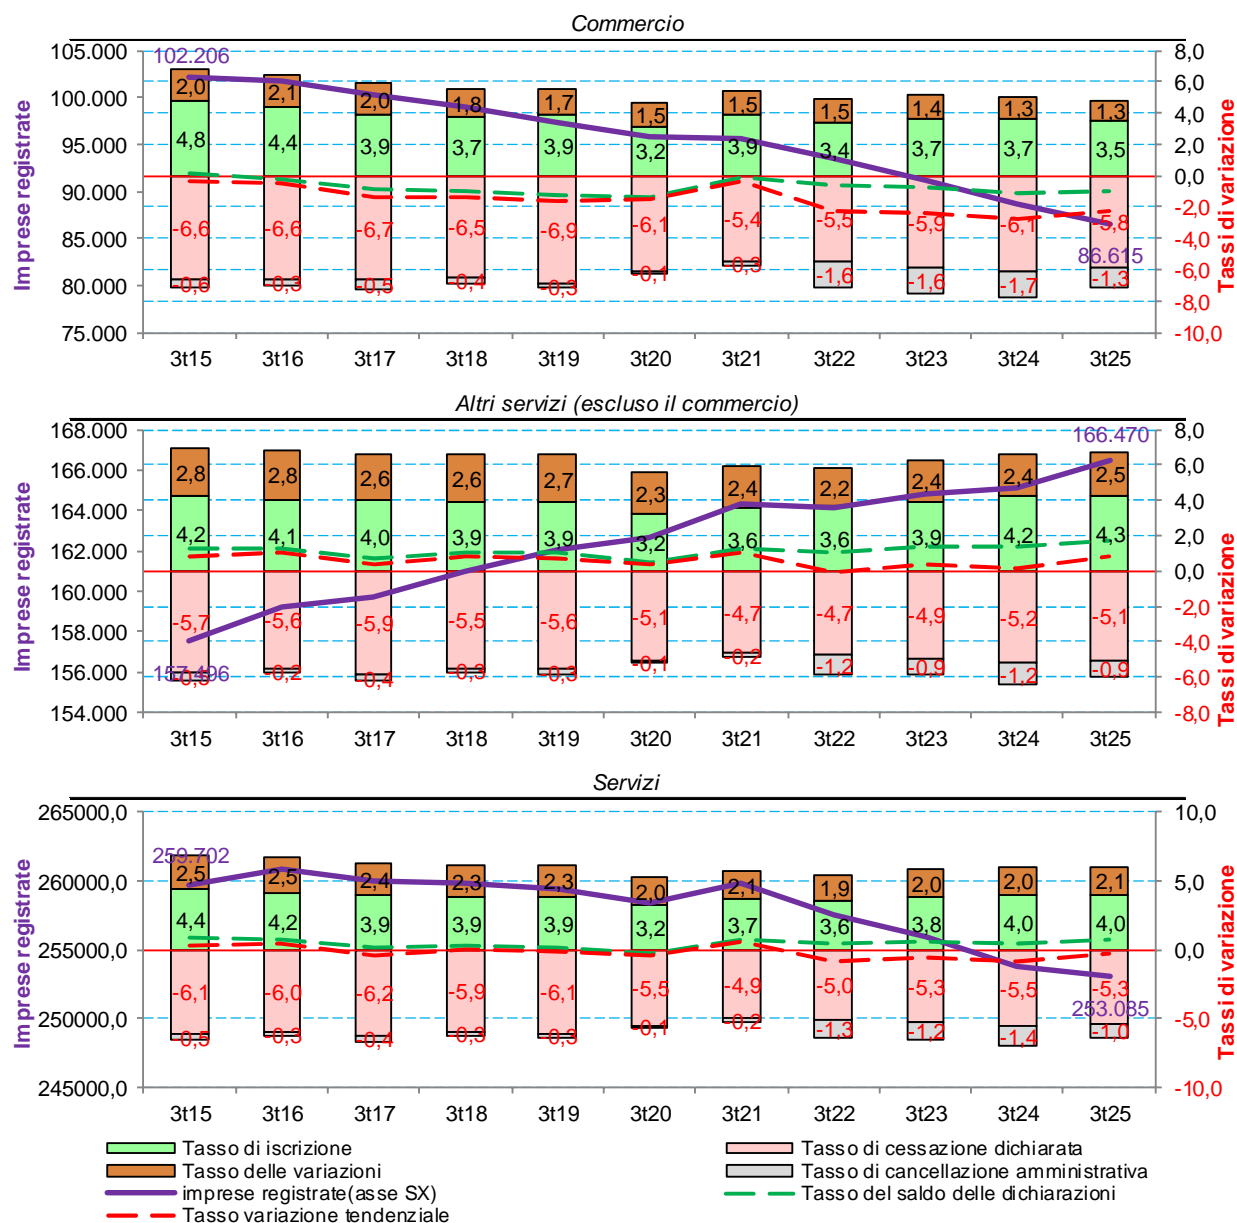 Commercio
105.000
100.000
95.000
90.000
85.000
80.000
75.000
Imprese registrate
8,0
6,0
4,0
2,0
0,0
-2,0
-4,0
-6,0
-8,0
-10,0
Tassi di variazione
102.206
86.615
2,0 2,1 2,0 1,8 1,7 1,5 1,5 1,5 1,4 1,3 1,3
4,8 4,4 3,9 3,7 3,9 3,2 3,9 3,4 3,7 3,7 3,5
-6,6 -6,6 -6,7 -6,5 -6,9 -6,1 -5,4 -5,5 -5,9 -6,1 -5,8
-0,6 -0,3 -0,5 -0,4 -0,3 -0,1 -0,3 -1,6 -1,6 -1,7 -1,3
3t15 3t16 3t17 3t18 3t19 3t20 3t21 3t22 3t23 3t24 3t25
Altri servizi (escluso il commercio)
168.000
166.000
164.000
162.000
160.000
158.000
156.000
154.000
Imprese registrate
8,0
6,0
4,0
2,0
0,0
-2,0
-4,0
-6,0
-8,0
Tassi di variazione
166.470
157.496
2,8 2,8 2,6 2,6 2,7 2,3 2,4 2,2 2,4 2,4 2,5
4,2 4,1 4,0 3,9 3,9 3,2 3,6 3,6 3,9 4,2 4,3
-5,7 -5,6 -5,9 -5,5 -5,6 -5,1 -4,7 -4,7 -4,9 -5,2 -5,1
-0,2 -0,4 -0,3 -0,3 -0,1 -0,2 -1,2 -0,9 -1,2 -0,9
3t15 3t16 3t17 3t18 3t19 3t20 3t21 3t22 3t23 3t24 3t25
Servizi
265000,0
260000,0
255000,0
250000,0
245000,0
Imprese registrate
10,0
5,0
0,0
-5,0
-10,0
Tassi di variazione
259.702
253.085
2,5 2,5 2,4 2,3 2,3 2,0 2,1 1,9 2,0 2,0 2,1
4,4 4,2 3,9 3,9 3,9 3,2 3,7 3,6 3,8 4,0 4,0
-6,1 -6,0 -6,2 -5,9 -6,1 -5,5 -4,9 -5,0 -5,3 -5,5 -5,3
-0,5 -0,3 -0,4 -0,3 -0,3 -0,1 -0,2 -1,3 -1,2 -1,4 -1,0
3t15 3t16 3t17 3t18 3t19 3t20 3t21 3t22 3t23 3t24 3t25
Tasso di iscrizione
Tasso di cessazione dichiarata
Tasso delle variazioni
Tasso di cancellazione amministrativa
imprese registrate(asse SX)
Tasso del saldo delle dichiarazioni
Tasso variazione tendenziale